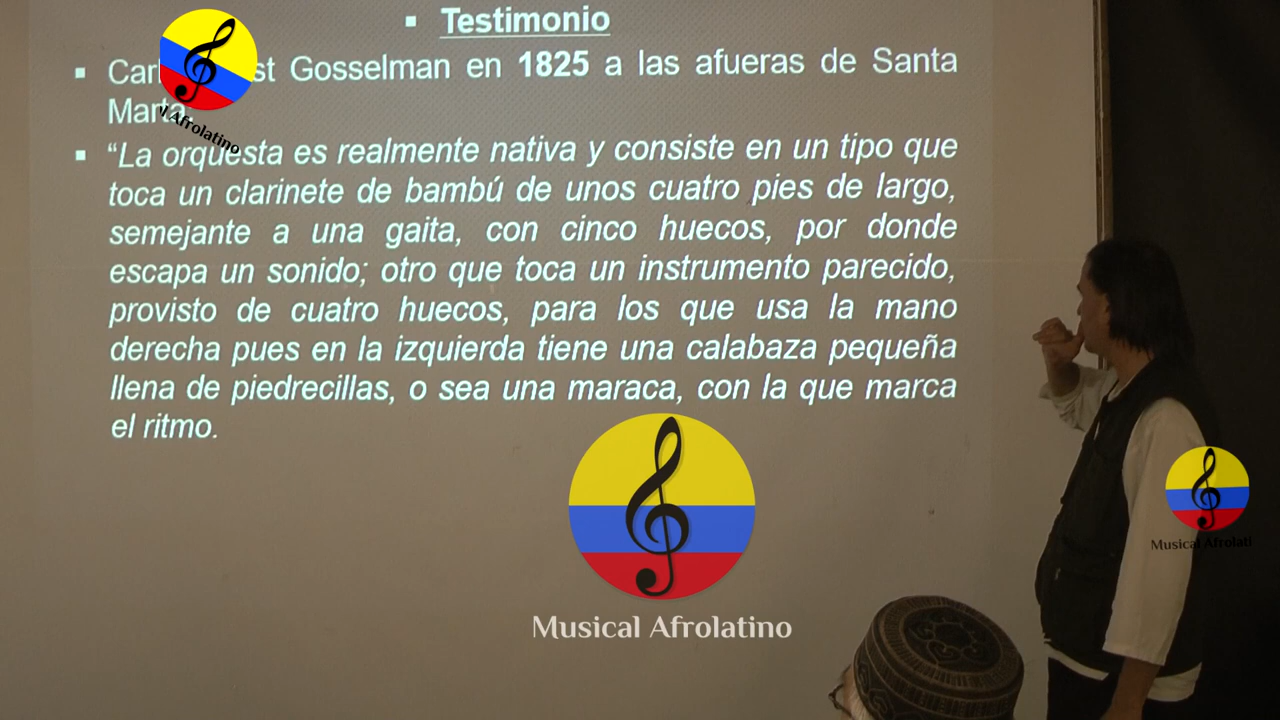 Testimonio
Gosselman en 1825 a las afueras de Santa
Marta:
“La orquesta es realmente nativa y consiste en un tipo que
toca un clarinete de bambú de unos cuatro pies de largo,
semejante a una gaita, con cinco huecos, por donde
escapa un sonido; otro que toca un instrumento parecido,
provisto de cuatro huecos, para los que usa la mano
derecha pues en la izquierda tiene una calabaza pequeña
llena de piedrecillas, o sea una maraca, con la que marca
el ritmo.
Afrolatino
Musical Afrolatino
Musical Afrolati